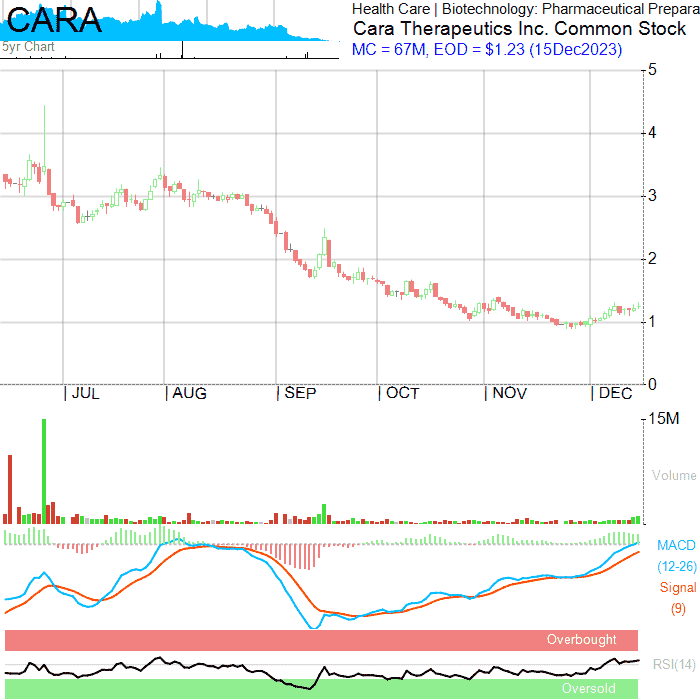 CARA
5yr Chart
Health Care | Biotechnology: Pharmaceutical Prepara
Cara Therapeutics Inc. Common Stock
MC = 67M, EOD = $1.23 (15Dec2023)
5
4
3
2
1
0
| JUL | AUG | SEP | OCT | NOV | DEC
15M
Volume
MACD
(12-26)
Signal
(9)
Overbought
RSI(14)
Oversold